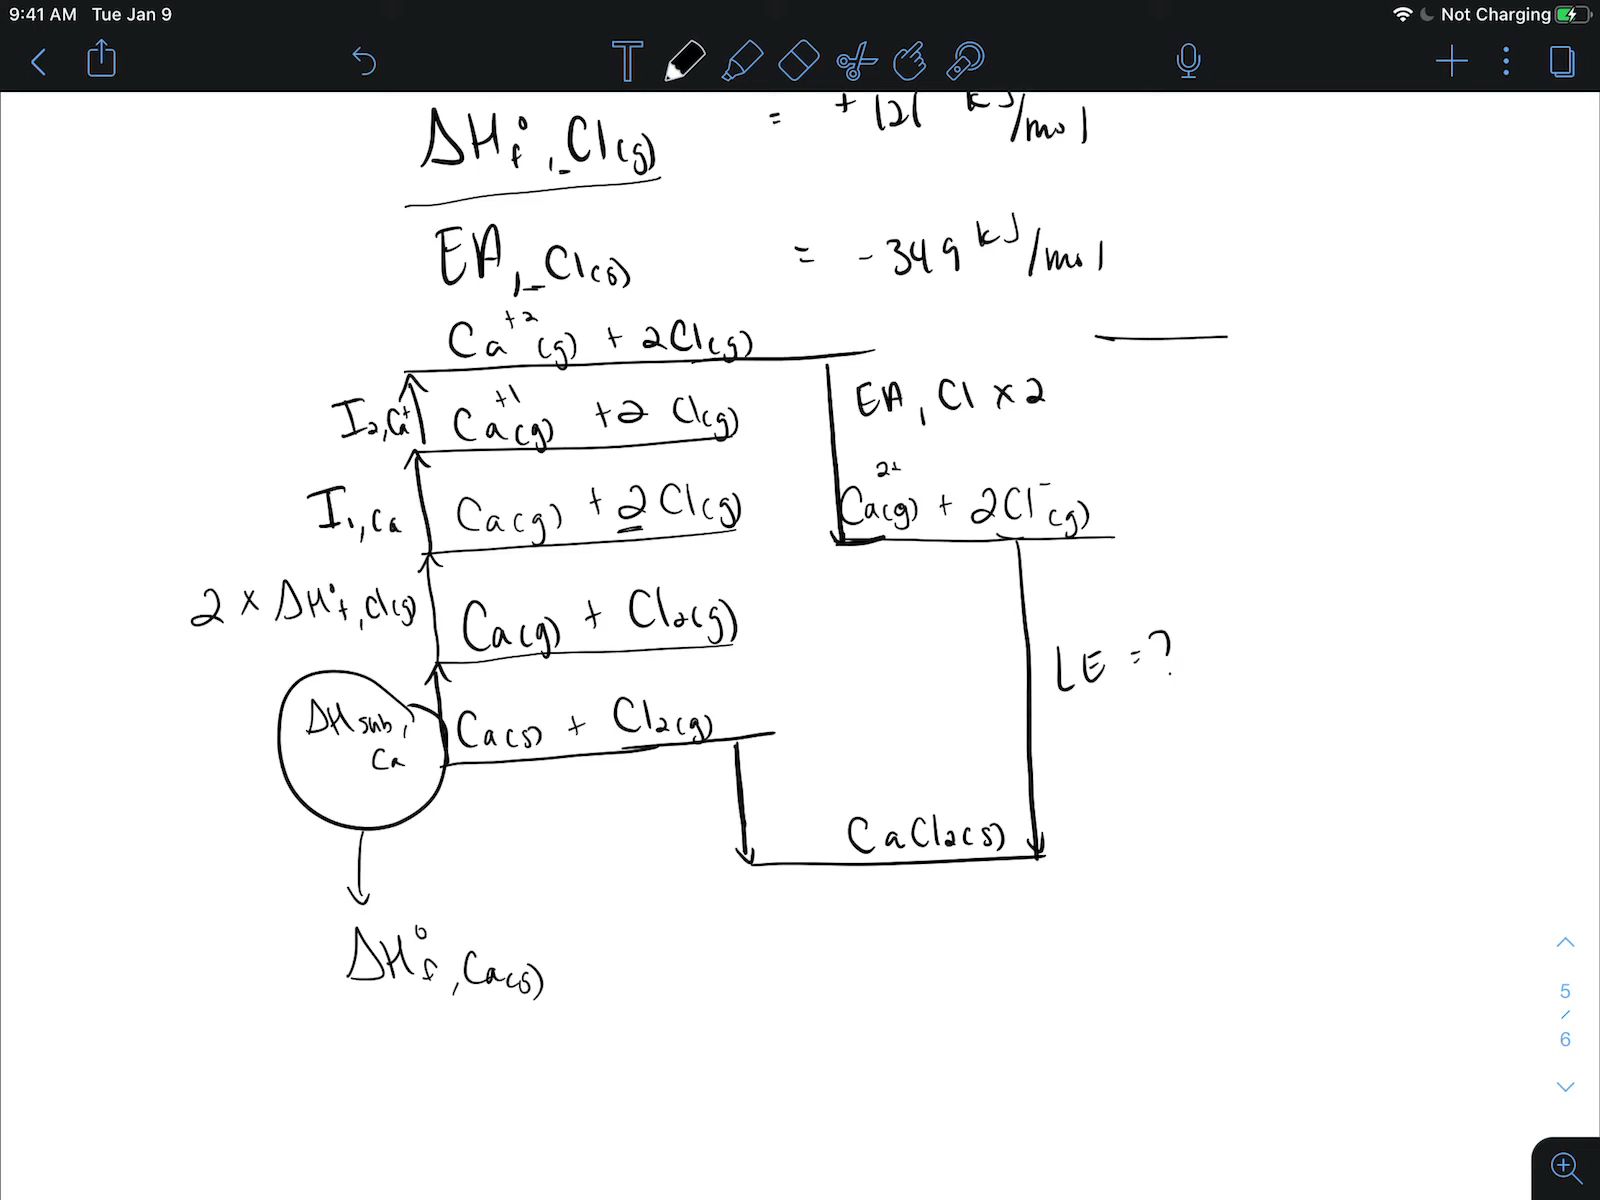 9:41 AM Tue Jan 9
Not Charging
ΔH°f, Cl(g) = +121 kJ/mol
EA, Cl(g) = -349 kJ/mol
Ca+2(g) + 2Cl(g)
I2,Ca+
Ca+1(g) + 2 Cl(g)
EA, Cl × 2
I1,Ca
Ca(g) + 2Cl(g)
Ca2+(g) + 2Cl-(g)
2 × ΔH°f, Cl(g)
Ca(g) + Cl2(g)
LE = ?
ΔHsub,
Ca
Ca(s) + Cl2(g)
CaCl2(s)
ΔH°f, Ca(s)
5
/
6